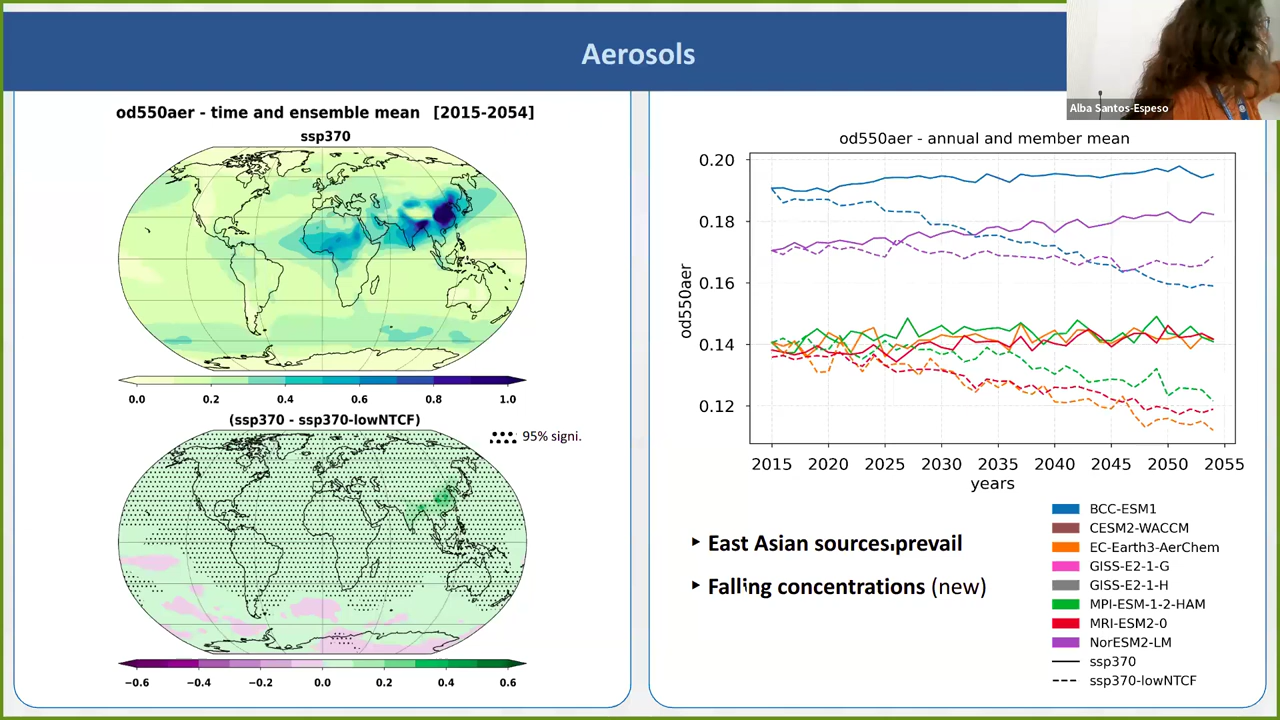 Aerosols
Alba Santos-Espeso
od550aer - time and ensemble mean [2015-2054]
ssp370
0.0 0.2 0.4 0.6 0.8 1.0
(ssp370 - ssp370-lowNTCF)
95% signi.
−0.6 −0.4 −0.2 0.0 0.2 0.4 0.6
od550aer - annual and member mean
0.20
0.18
0.16
0.14
0.12
od550aer
2015 2020 2025 2030 2035 2040 2045 2050 2055
years
‣ East Asian sources prevail
‣ Falling concentrations (new)
BCC-ESM1
CESM2-WACCM
EC-Earth3-AerChem
GISS-E2-1-G
GISS-E2-1-H
MPI-ESM-1-2-HAM
MRI-ESM2-0
NorESM2-LM
ssp370
ssp370-lowNTCF